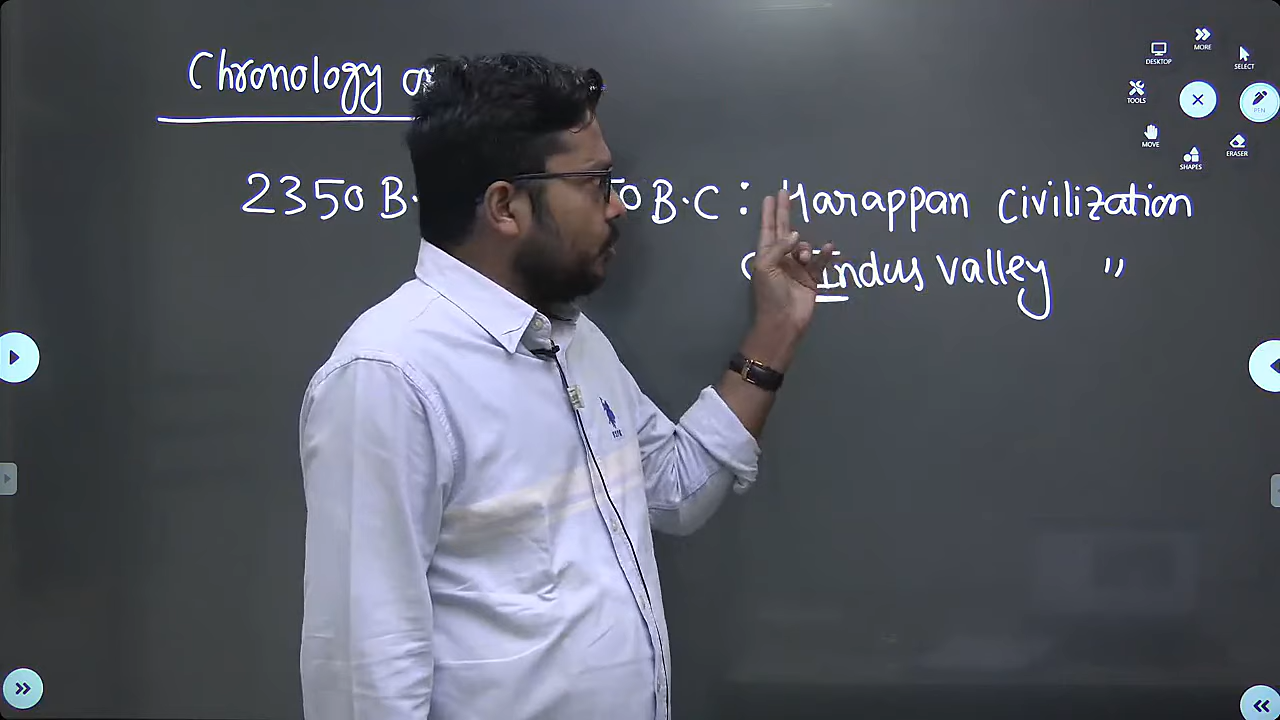 Chronology
2350 B. 0 B.C : Harappan civilization
Indus valley "
DESKTOP
MORE
SELECT
TOOLS
PEN
MOVE
SHAPES
ERASER